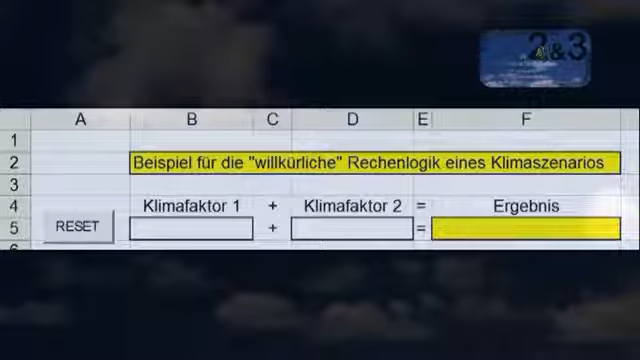 2&3
A B C D E F
1
2 Beispiel für die "willkürliche" Rechenlogik eines Klimaszenarios
3
4 Klimafaktor 1 + Klimafaktor 2 = Ergebnis
5 RESET + =
6